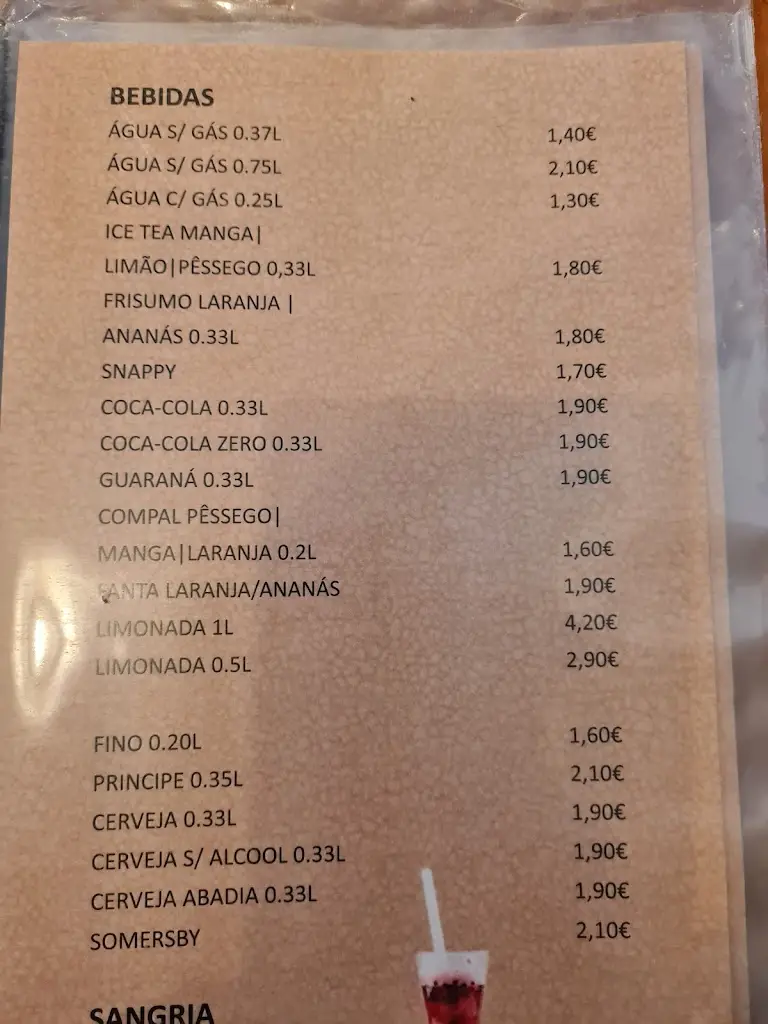 BEBIDAS
ÁGUA S/ GÁS 0.37L 1,40€
ÁGUA S/ GÁS 0.75L 2,10€
ÁGUA C/ GÁS 0.25L 1,30€
ICE TEA MANGA|
LIMÃO|PÊSSEGO 0,33L 1,80€
FRISUMO LARANJA |
ANANÁS 0.33L 1,80€
SNAPPY 1,70€
COCA-COLA 0.33L 1,90€
COCA-COLA ZERO 0.33L 1,90€
GUARANÁ 0.33L 1,90€
COMPAL PÊSSEGO|
MANGA|LARANJA 0.2L 1,60€
FANTA LARANJA/ANANÁS 1,90€
LIMONADA 1L 4,20€
LIMONADA 0.5L 2,90€
FINO 0.20L 1,60€
PRINCIPE 0.35L 2,10€
CERVEJA 0.33L 1,90€
CERVEJA S/ ALCOOL 0.33L 1,90€
CERVEJA ABADIA 0.33L 1,90€
SOMERSBY 2,10€
SANGRIA